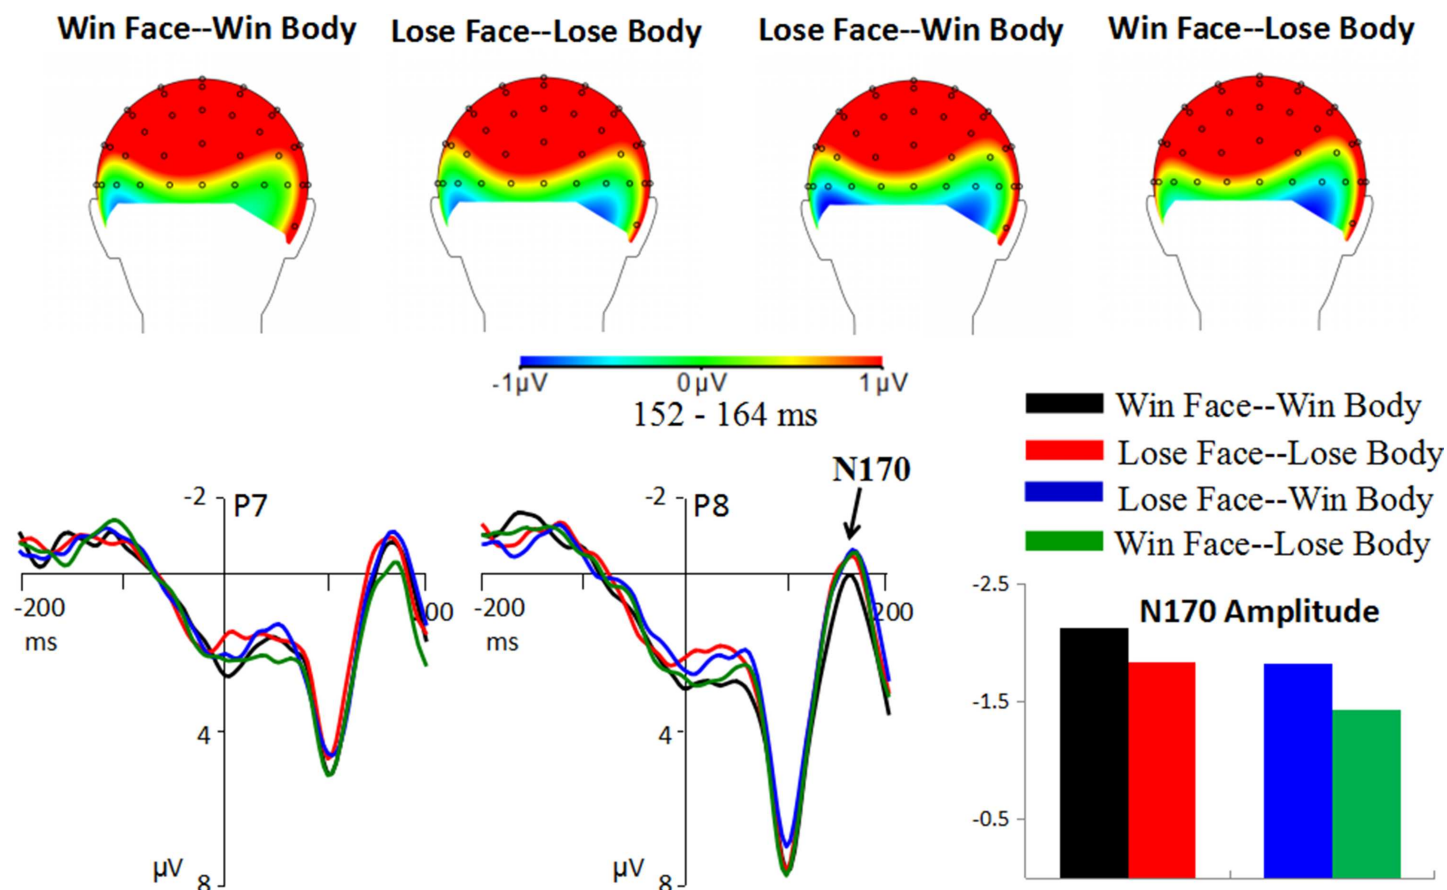 Win Face--Win Body
Lose Face--Lose Body
Lose Face--Win Body
Win Face--Lose Body
-1μV
0μV
1μV
152 - 164 ms
Win Face--Win Body
Lose Face--Lose Body
Lose Face--Win Body
Win Face--Lose Body
-2
P7
-200
ms
4
μV
8
N170
-2
P8
-200
200
ms
4
μV
8
-2.5
N170 Amplitude
-1.5
-0.5